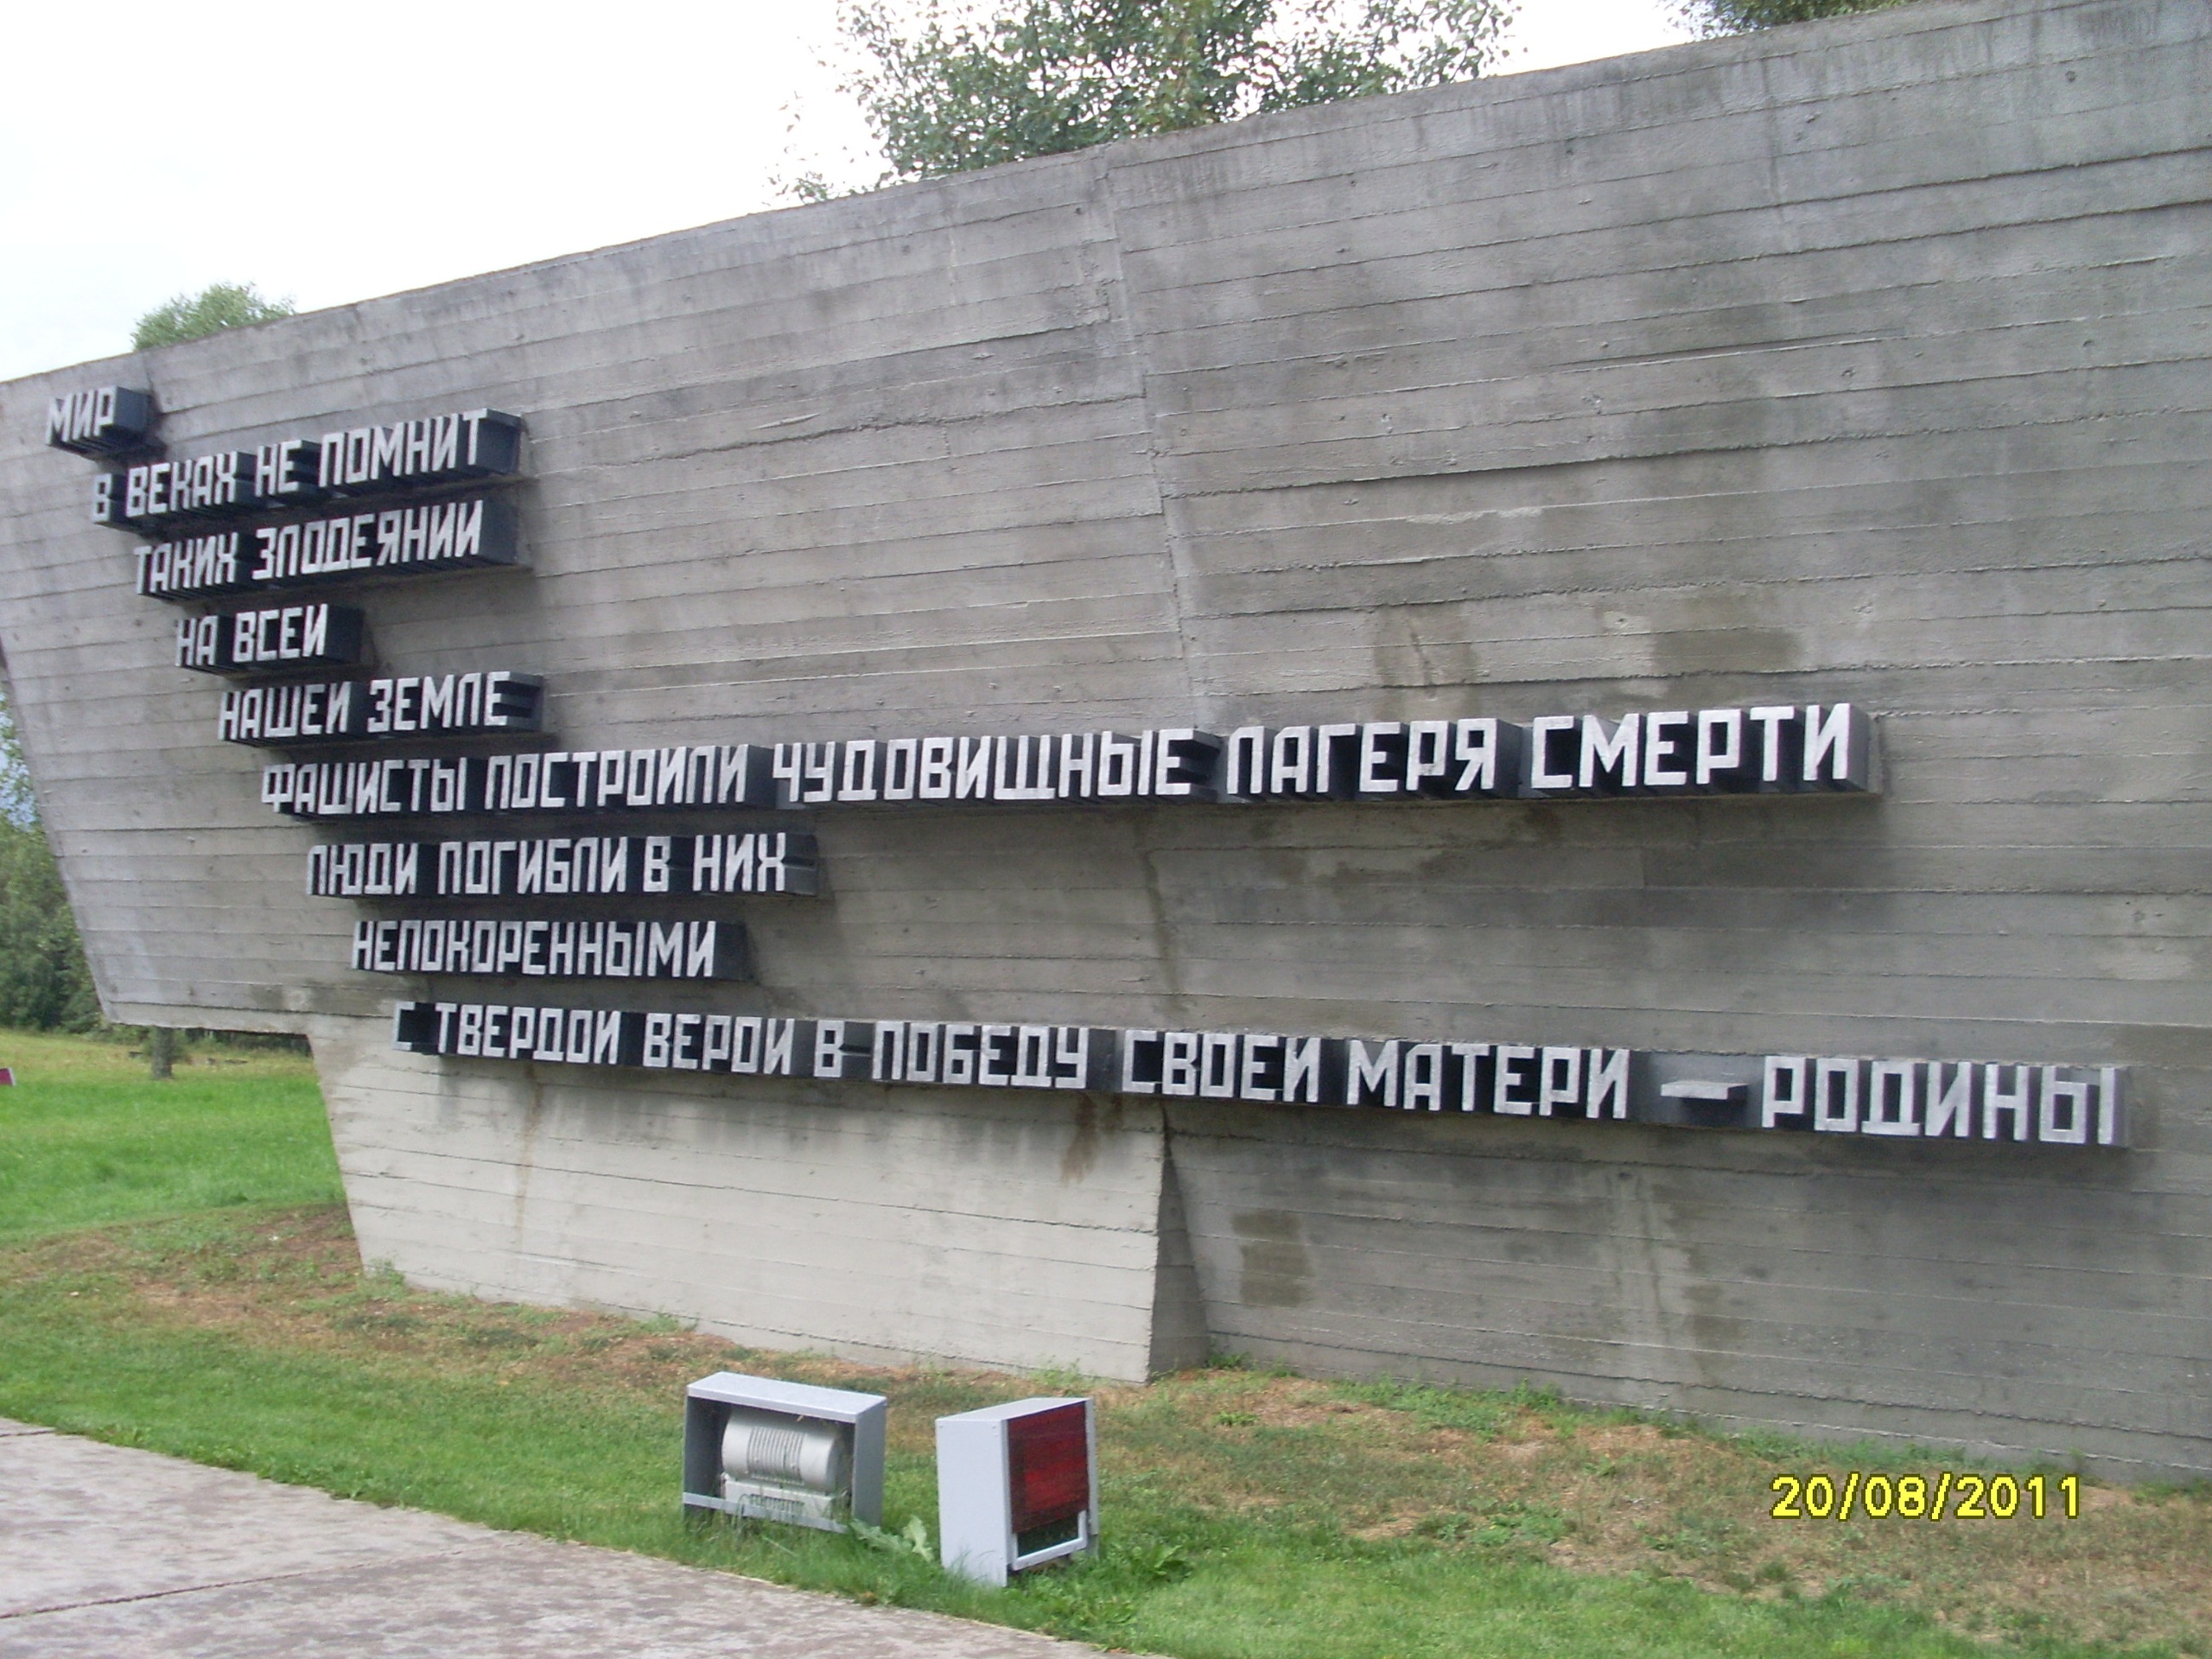 МИР
В ВЕКАХ НЕ ПОМНИТ
ТАКИХ ЗЛОДЕЯНИИ
НА ВСЕИ
НАШЕИ ЗЕМЛЕ
ФАШИСТЫ ПОСТРОИЛИ ЧУДОВИЩНЫЕ ЛАГЕРЯ СМЕРТИ
ЛЮДИ ПОГИБЛИ В НИХ
НЕПОКОРЕННЫМИ
С ТВЕРДОИ ВЕРОИ В ПОБЕДУ СВОЕИ МАТЕРИ – РОДИНЫ
20/08/2011